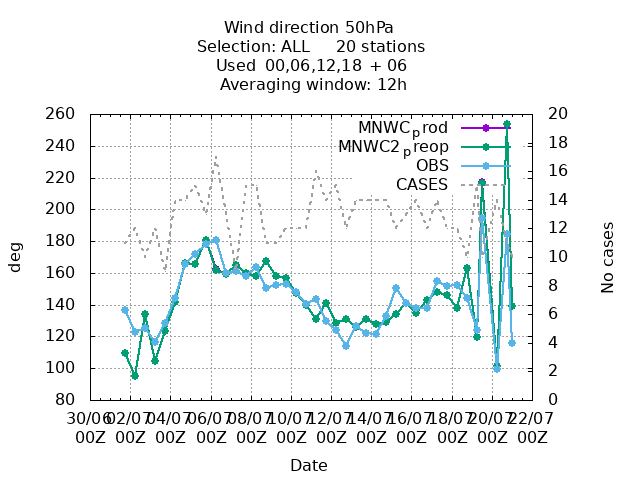 Wind direction 50hPa
Selection: ALL 20 stations
Used 00,06,12,18 + 06
Averaging window: 12h
260
240
220
200
180
160
140
120
100
80
20
18
16
14
12
10
8
6
4
2
0
MNWCprod
MNWC2preop
OBS
CASES
deg
No cases
30/06 02/07 04/07 06/07 08/07 10/07 12/07 14/07 16/07 18/07 20/07 22/07
00Z 00Z 00Z 00Z 00Z 00Z 00Z 00Z 00Z 00Z 00Z 00Z
Date